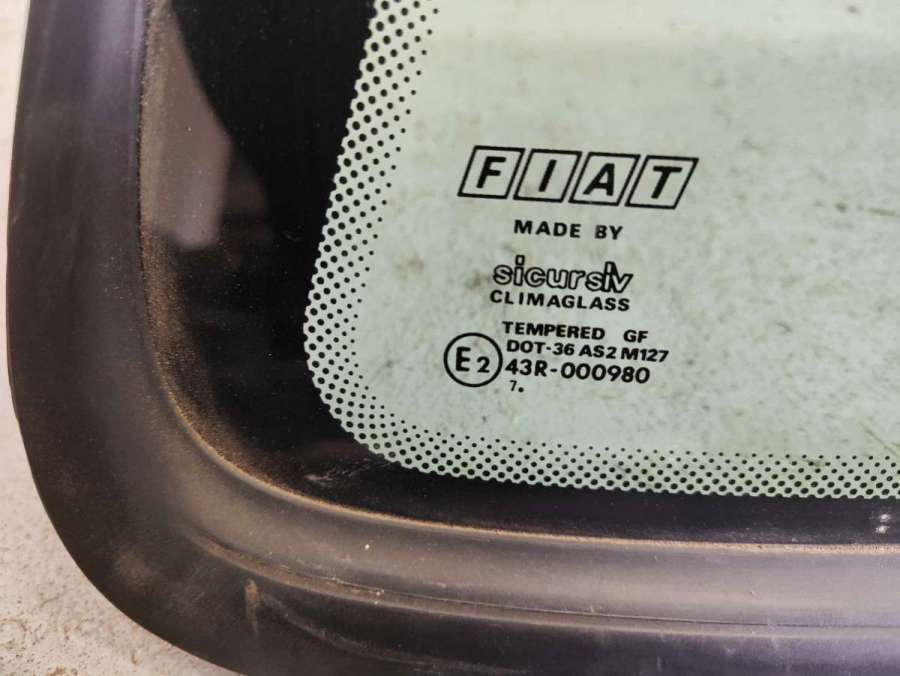 FIAT
MADE BY
sicursiv
CLIMAGLASS
TEMPERED GF
DOT-36 AS2 M127
E2 43R-000980
7.